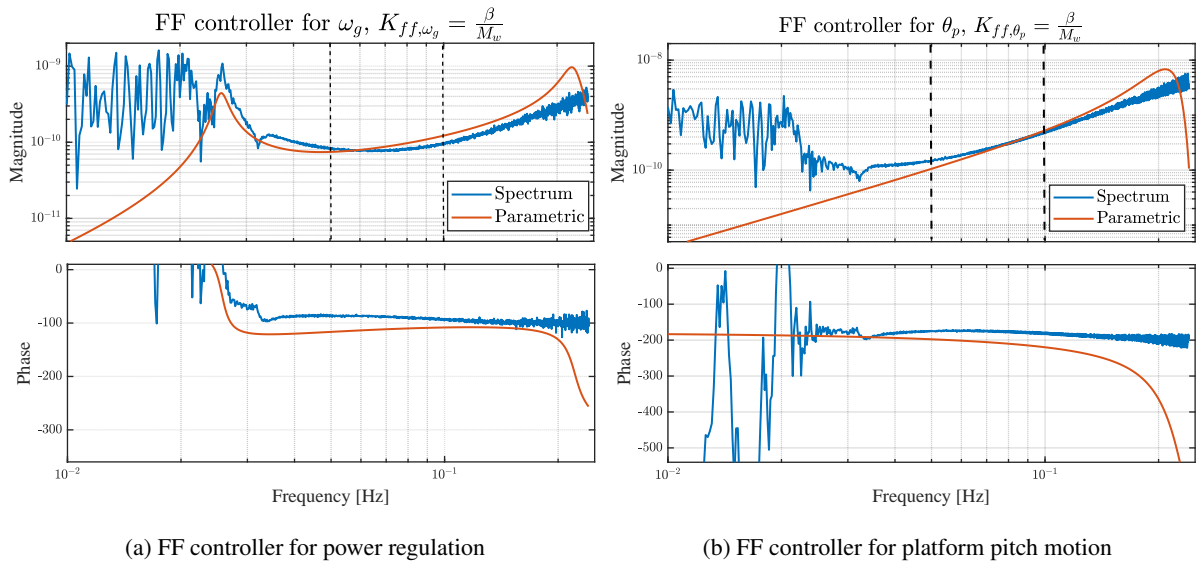 FF controller for ω_g, K_{ff,ω_g} = β/M_w
10^-9
10^-10
10^-11
Magnitude
Spectrum
Parametric
0
-100
-200
-300
Phase
10^-2
10^-1
Frequency [Hz]
(a) FF controller for power regulation
FF controller for θ_p, K_{ff,θ_p} = β/M_w
10^-8
10^-10
Magnitude
Spectrum
Parametric
0
-100
-200
-300
-400
-500
Phase
10^-2
10^-1
Frequency [Hz]
(b) FF controller for platform pitch motion